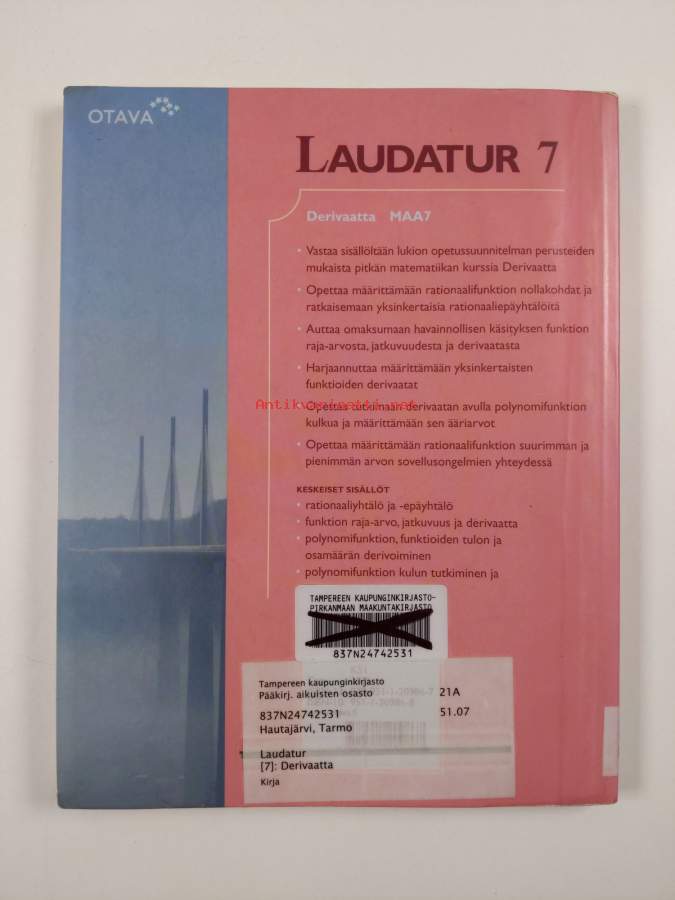 OTAVA
LAUDATUR 7
Derivaatta MAA7
• Vastaa sisällöltään lukion opetussuunnitelman perusteiden
mukaista pitkän matematiikan kurssia Derivaatta
• Opettaa määrittämään rationaalifunktion nollakohdat ja
ratkaisemaan yksinkertaisia rationaaliepäyhtälöitä
• Auttaa omaksumaan havainnollisen käsityksen funktion
raja-arvosta, jatkuvuudesta ja derivaatasta
• Harjaannuttaa määrittämään yksinkertaisten
funktioiden derivaatat
Antikvariaatti.net
• Opettaa tutkimaan derivaatan avulla polynomifunktion
kulkua ja määrittämään sen ääriarvot
• Opettaa määrittämään rationaalifunktion suurimman ja
pienimmän arvon sovellusongelmien yhteydessä
KESKEISET SISÄLLÖT
• rationaaliyhtälö ja -epäyhtälö
• funktion raja-arvo, jatkuvuus ja derivaatta
• polynomifunktion, funktioiden tulon ja
osamäärän derivoiminen
• polynomifunktion kulun tutkiminen ja
TAMPEREEN KAUPUNGINKIRJASTO-
PIRKANMAAN MAAKUNTAKIRJASTO
837N24742531
Tampereen kaupunginkirjasto
Pääkirj. aikuisten osasto 21A
837N24742531 51.07
Hautajärvi, Tarmo
Laudatur
[7]: Derivaatta
Kirja